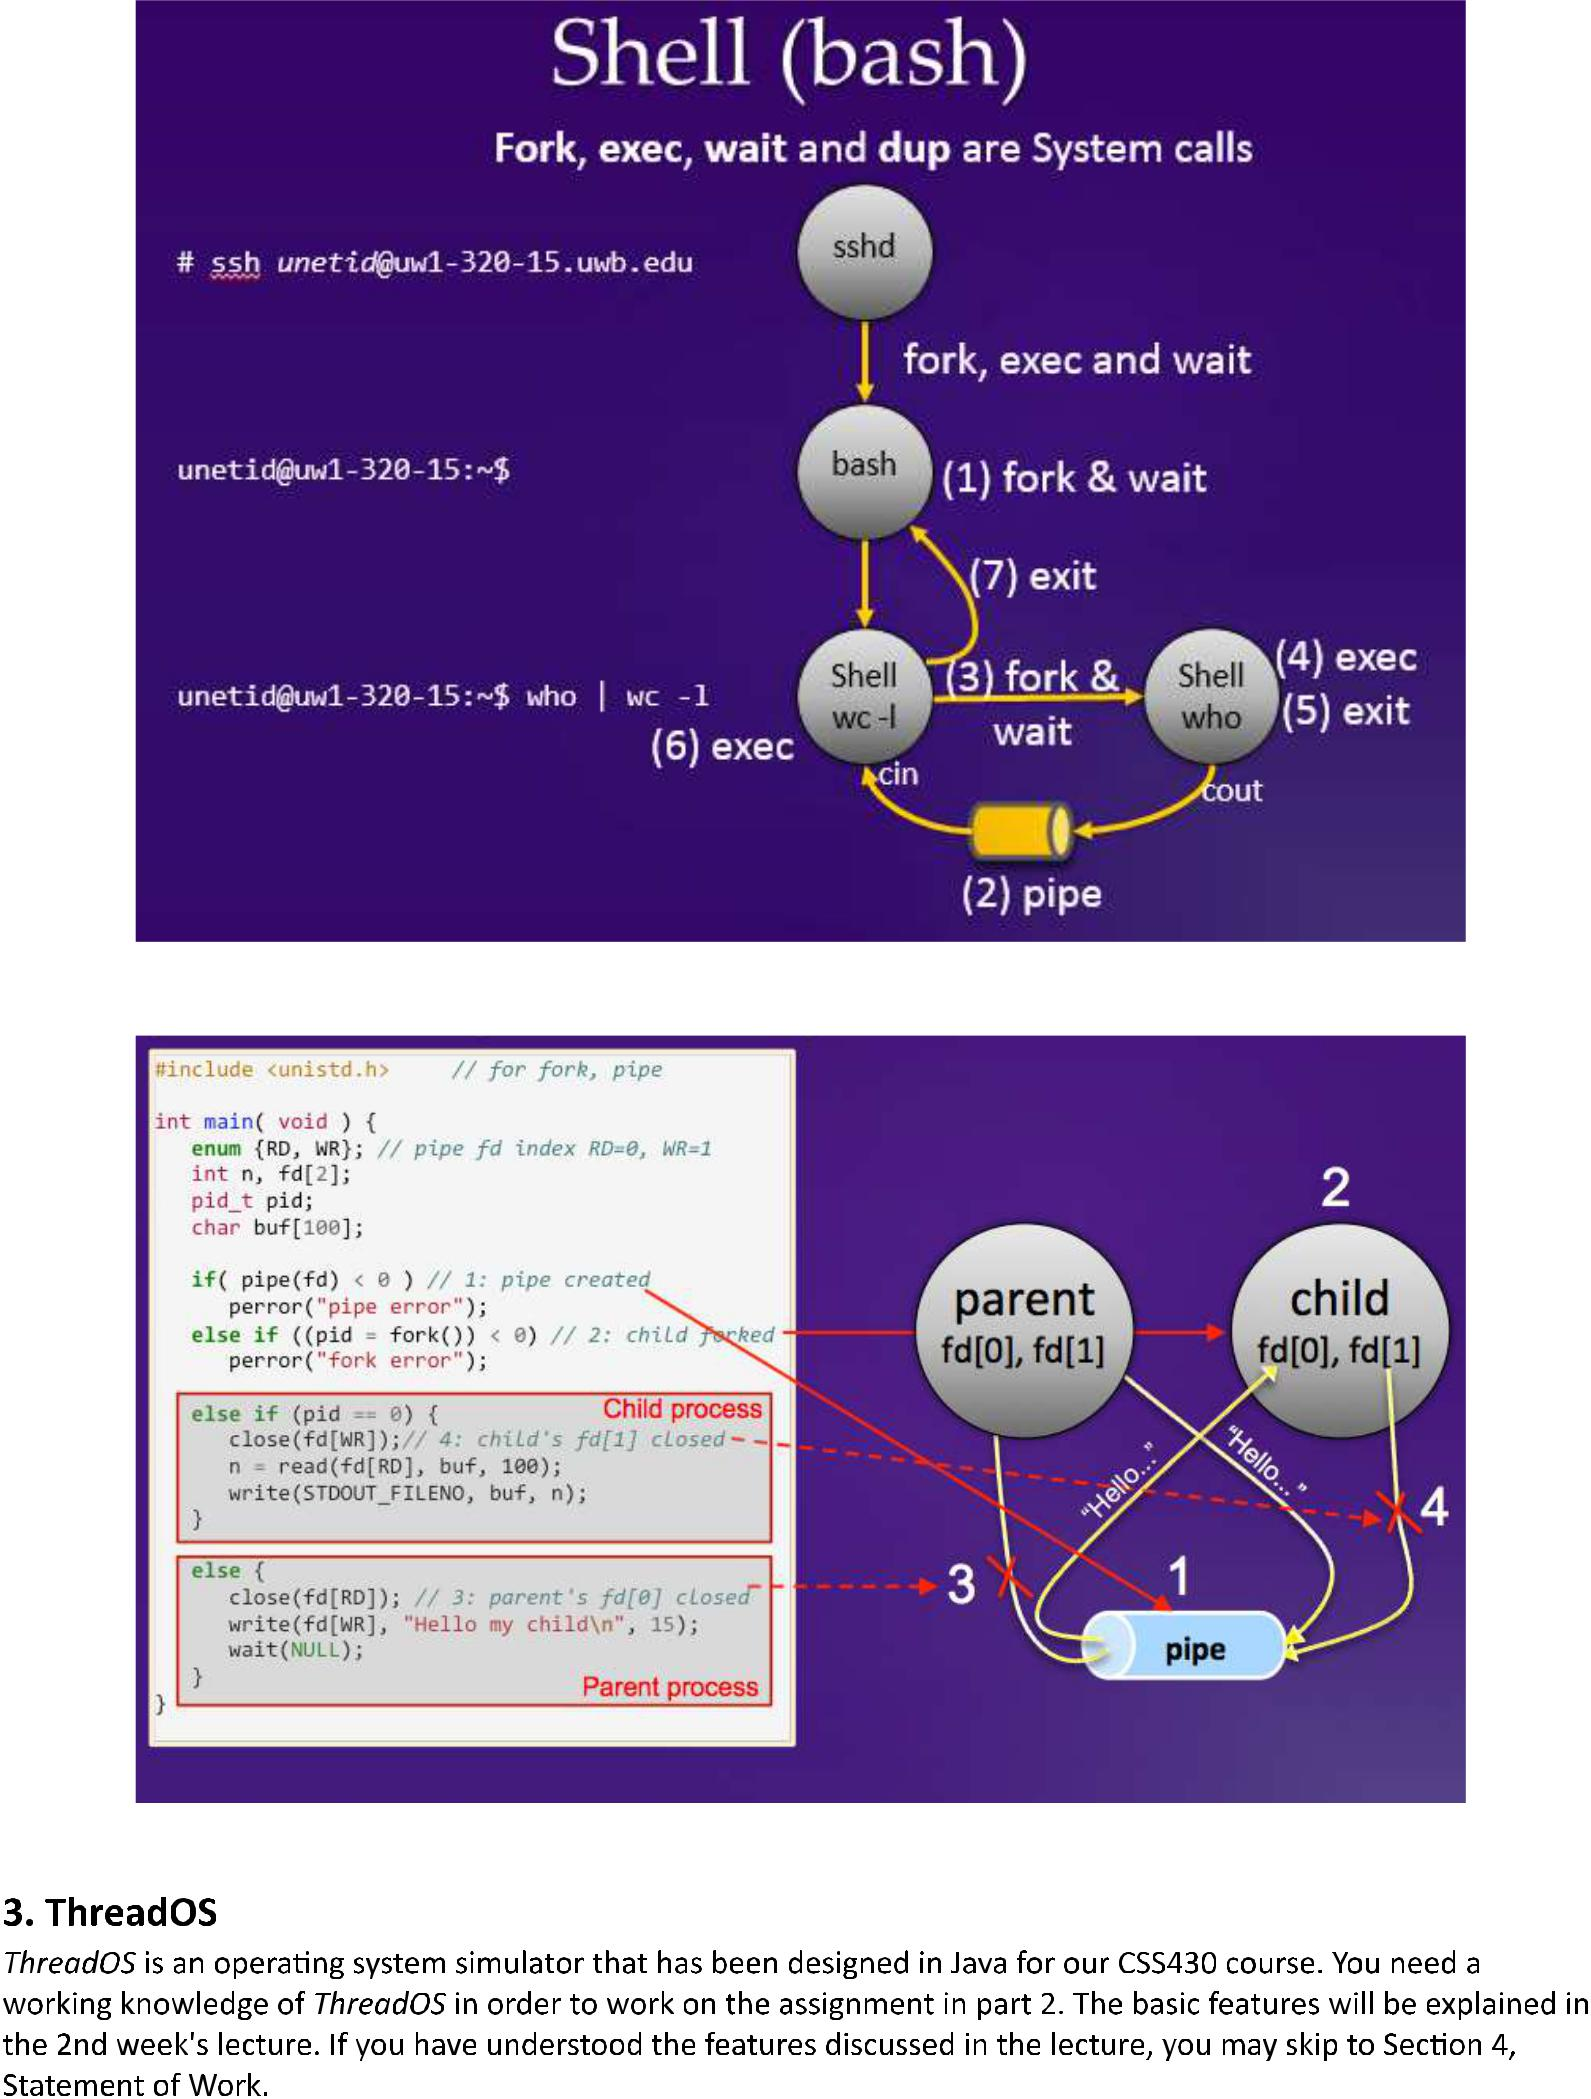 Shell (bash)
Fork, exec, wait and dup are System calls
# ssh unetid@uw1-320-15.uwb.edu
sshd
fork, exec and wait
unetid@uw1-320-15:~$
bash
(1) fork & wait
(7) exit
unetid@uw1-320-15:~$ who | wc -l
Shell
wc -l
(3) fork &
wait
Shell
who
(4) exec
(5) exit
(6) exec
cin
cout
(2) pipe
#include <unistd.h>     // for fork, pipe
int main( void ) {
   enum {RD, WR}; // pipe fd index RD=0, WR=1
   int n, fd[2];
   pid_t pid;
   char buf[100];
   if( pipe(fd) < 0 ) // 1: pipe created
      perror("pipe error");
   else if ((pid = fork()) < 0) // 2: child forked
      perror("fork error");
   else if (pid == 0) {
Child process
      close(fd[WR]);// 4: child's fd[1] closed
      n = read(fd[RD], buf, 100);
      write(STDOUT_FILENO, buf, n);
   }
   else {
      close(fd[RD]); // 3: parent's fd[0] closed
      write(fd[WR], "Hello my child\n", 15);
      wait(NULL);
   }
Parent process
}
2
parent
fd[0], fd[1]
child
fd[0], fd[1]
"Hello..."
"Hello..."
4
3
1
pipe
3. ThreadOS
ThreadOS is an operating system simulator that has been designed in Java for our CSS430 course. You need a
working knowledge of ThreadOS in order to work on the assignment in part 2. The basic features will be explained in
the 2nd week's lecture. If you have understood the features discussed in the lecture, you may skip to Section 4,
Statement of Work.